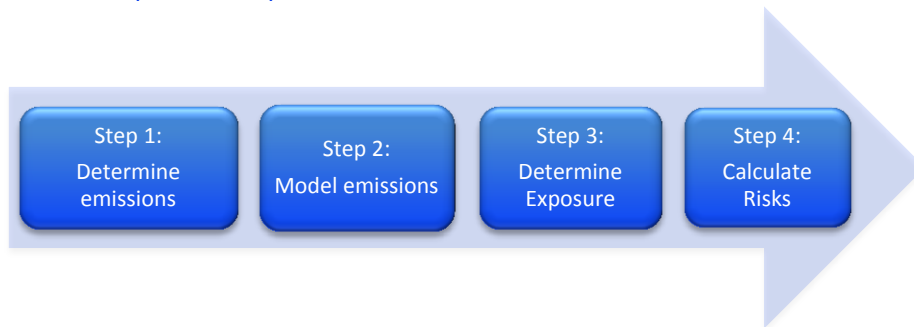 Step 1:
Determine
emissions
Step 2:
Model emissions
Step 3:
Determine
Exposure
Step 4:
Calculate
Risks